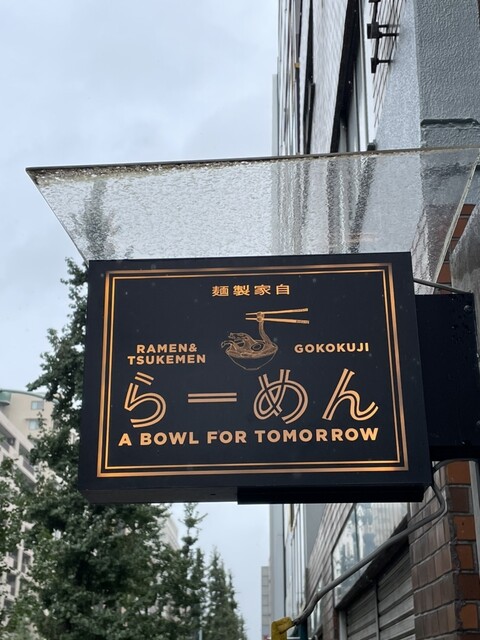 麺製家自
RAMEN&
TSUKEMEN
GOKOKUJI
らーめん
A BOWL FOR TOMORROW